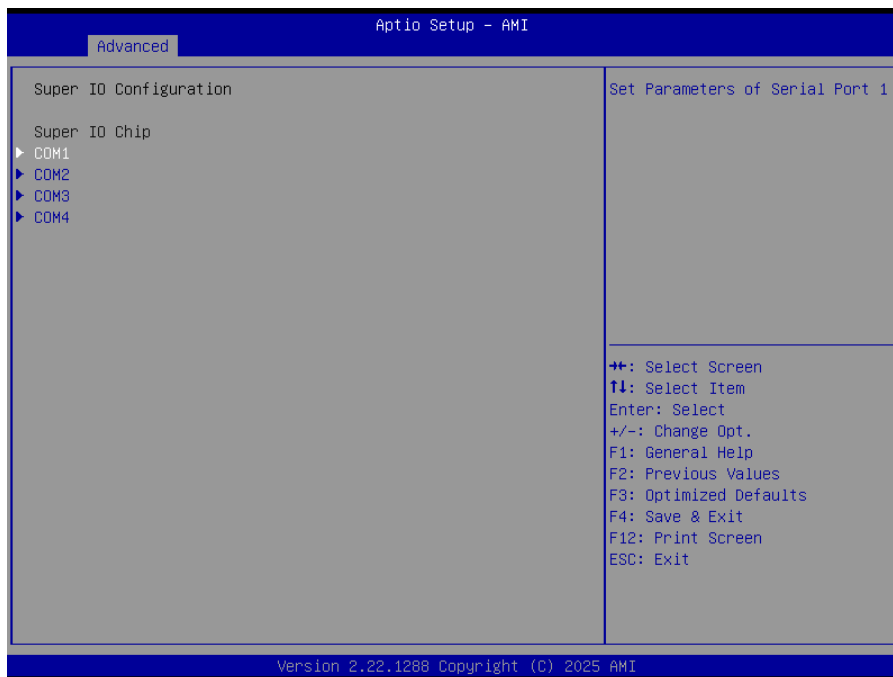 Aptio Setup – AMI
Advanced
Super IO Configuration
Super IO Chip
COM1
COM2
COM3
COM4
Set Parameters of Serial Port 1
→←: Select Screen
↑↓: Select Item
Enter: Select
+/-: Change Opt.
F1: General Help
F2: Previous Values
F3: Optimized Defaults
F4: Save & Exit
F12: Print Screen
ESC: Exit
Version 2.22.1288 Copyright (C) 2025 AMI